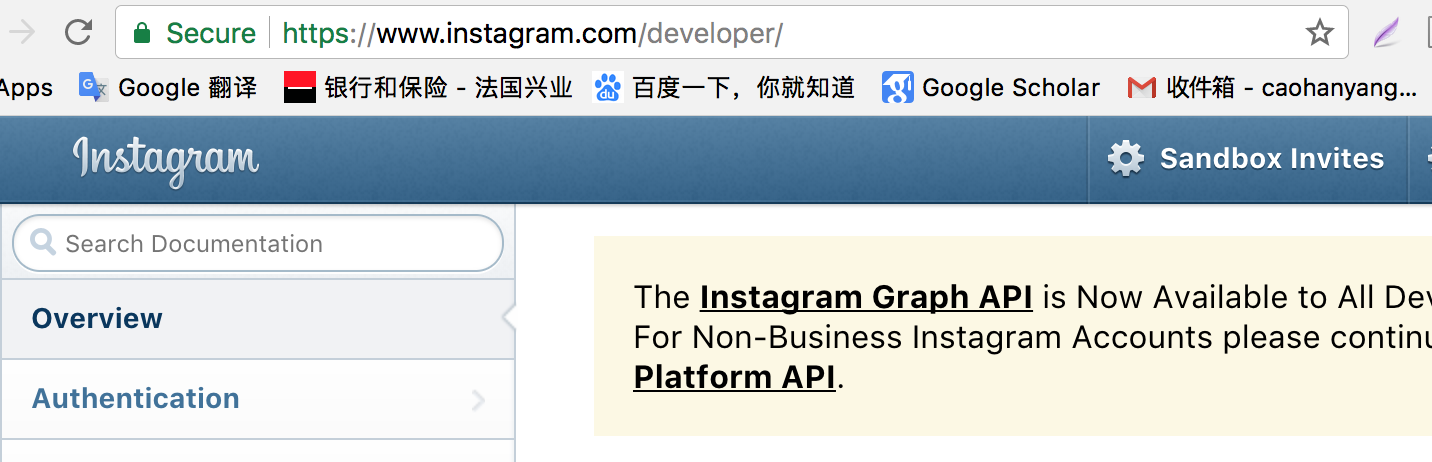 Secure https://www.instagram.com/developer/
Apps Google 翻译 银行和保险 - 法国兴业 百度一下，你就知道 Google Scholar 收件箱 - caohanyang...
Instagram Sandbox Invites
Search Documentation
Overview
Authentication
The Instagram Graph API is Now Available to All Dev
For Non-Business Instagram Accounts please continu
Platform API.